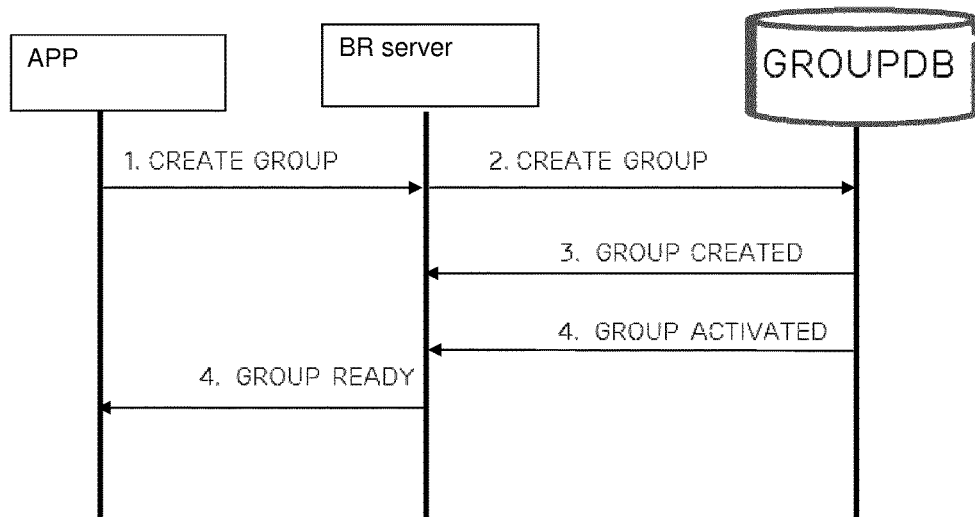 APP
BR server
GROUPDB
1. CREATE GROUP
2. CREATE GROUP
3. GROUP CREATED
4. GROUP ACTIVATED
4. GROUP READY